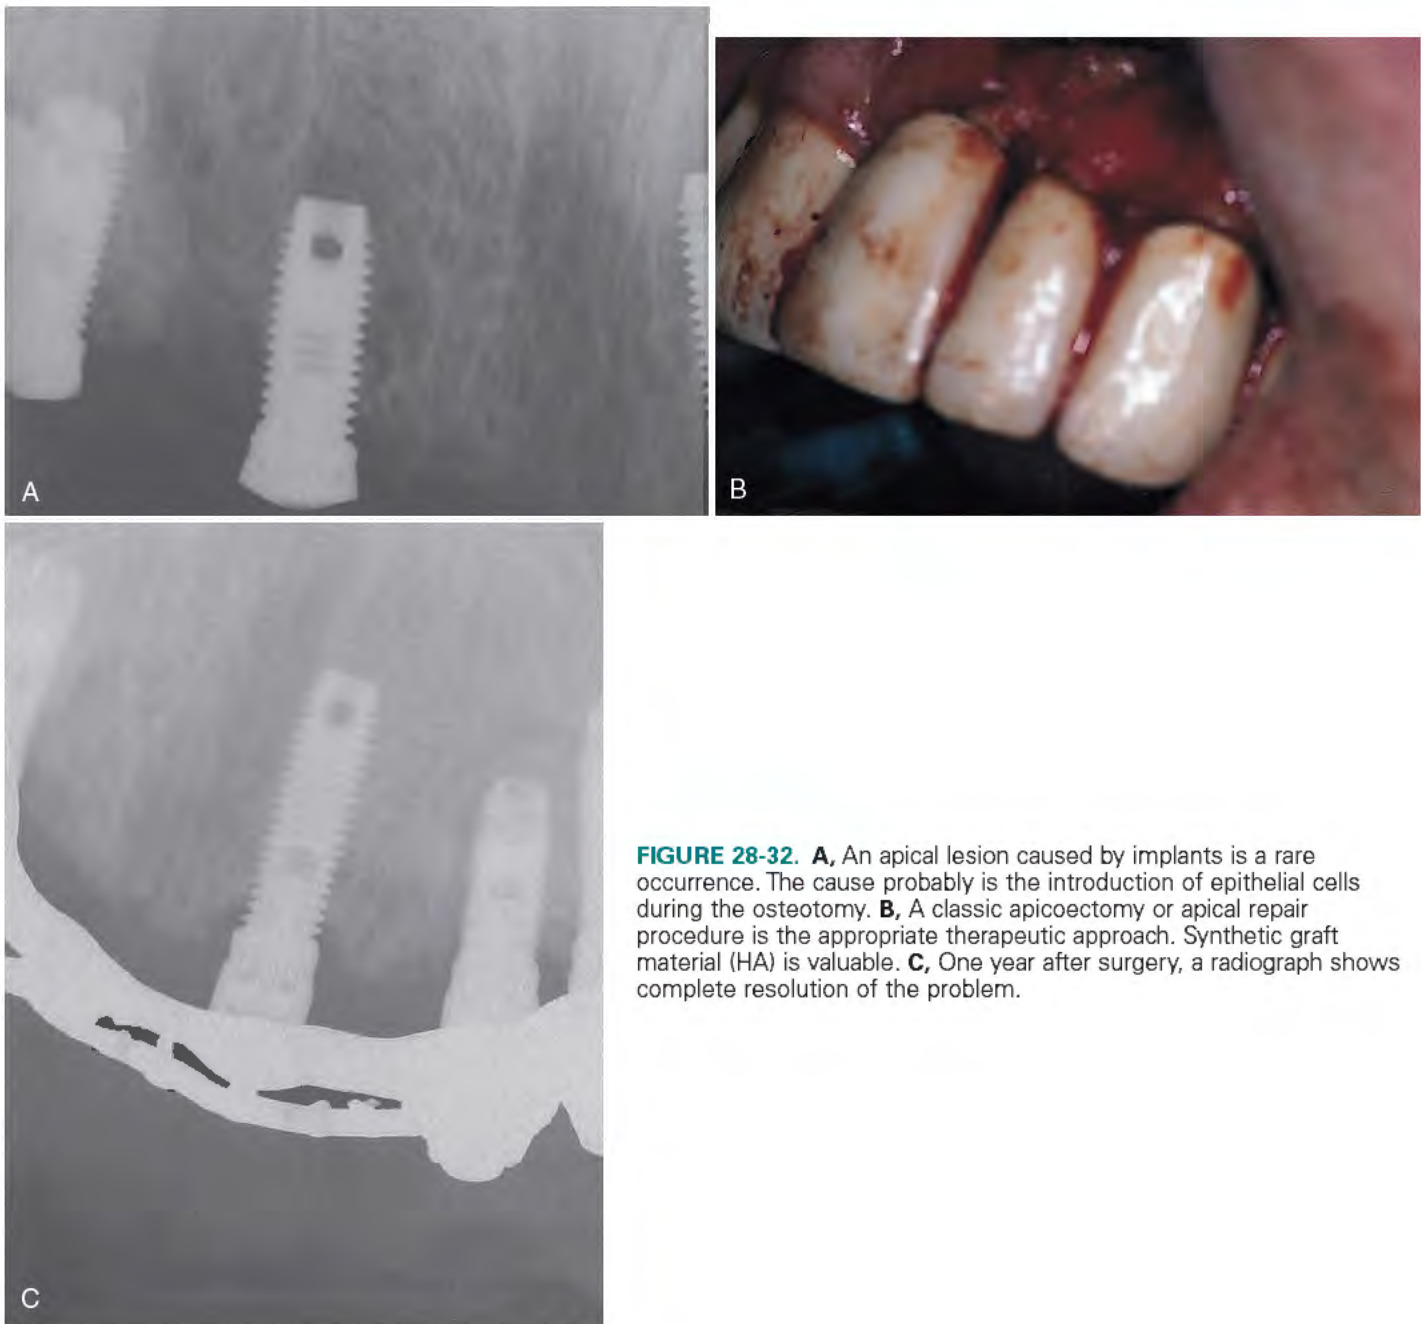 A
B
C
FIGURE 28-32. A, An apical lesion caused by implants is a rare
occurrence. The cause probably is the introduction of epithelial cells
during the osteotomy. B, A classic apicoectomy or apical repair
procedure is the appropriate therapeutic approach. Synthetic graft
material (HA) is valuable. C, One year after surgery, a radiograph shows
complete resolution of the problem.